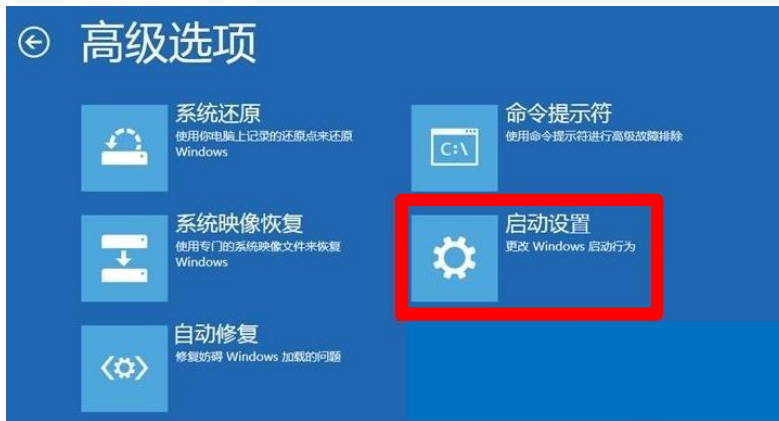 高级选项
系统还原
使用你电脑上记录的还原点来还原
Windows
命令提示符
使用命令提示符进行高级故障排除
C:\
系统映像恢复
使用专门的系统映像文件来恢复
Windows
启动设置
更改 Windows 启动行为
自动修复
修复妨碍 Windows 加载的问题